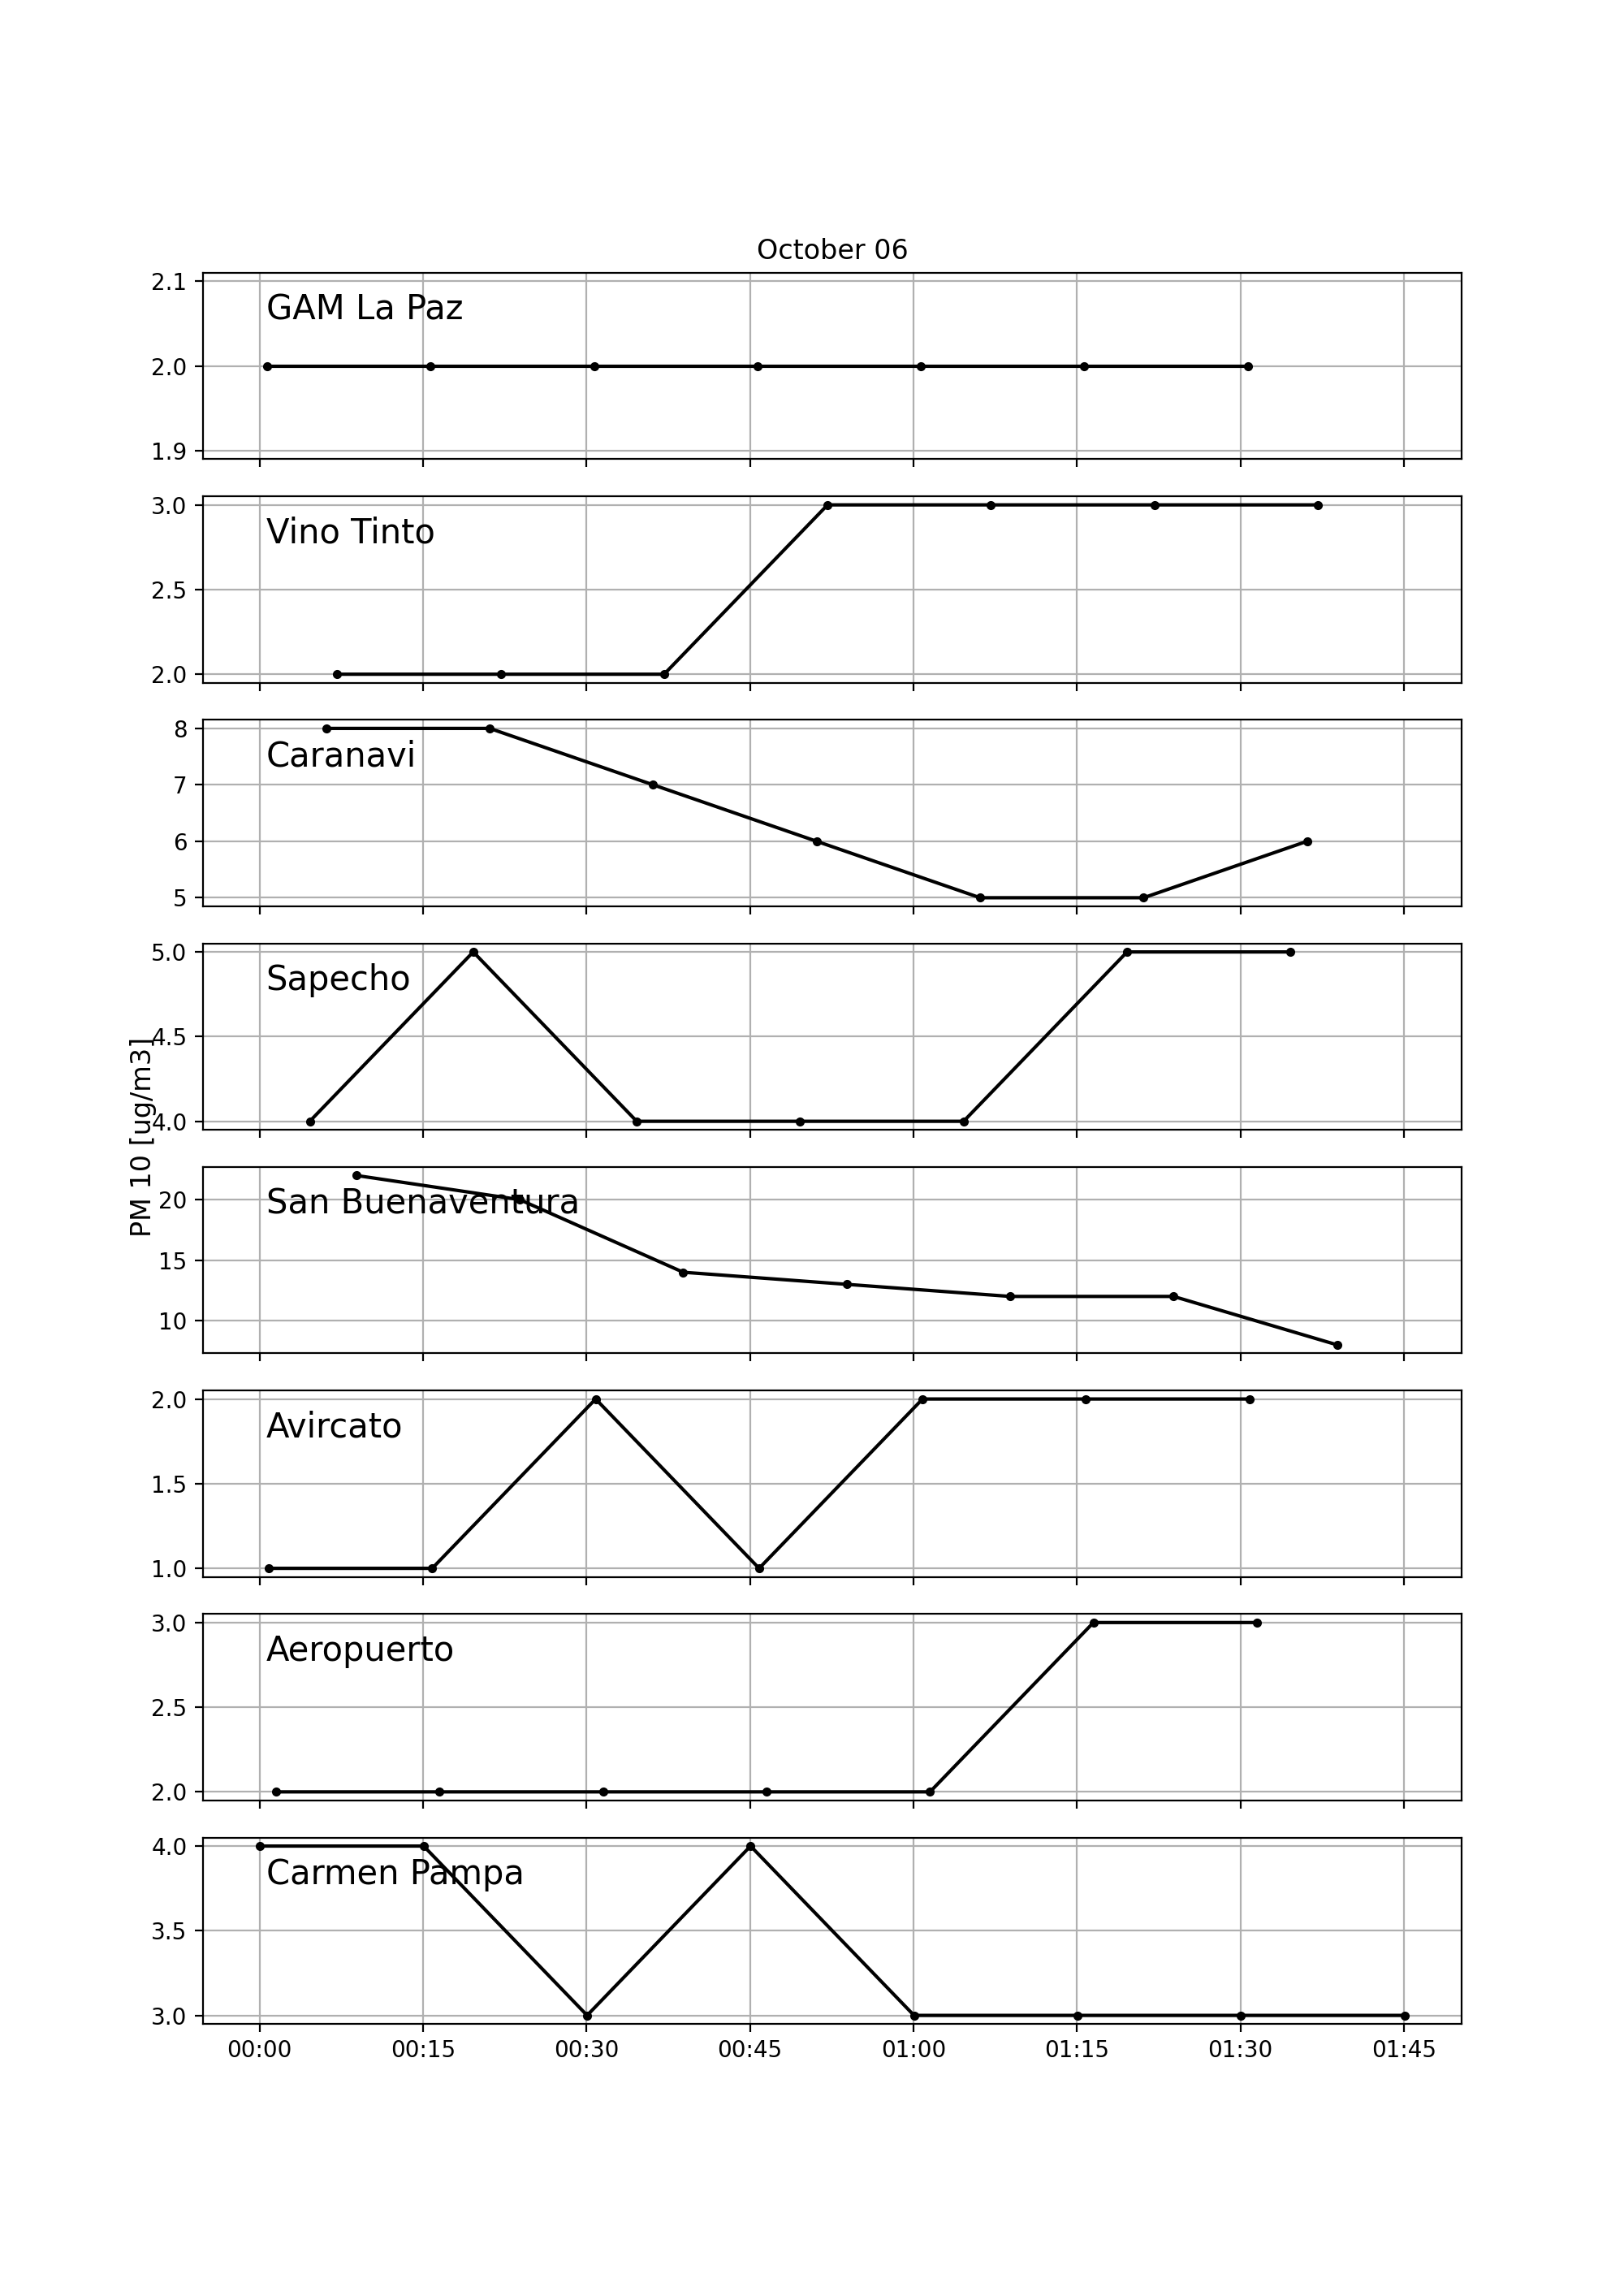 October 06
2.1
GAM La Paz
2.0
1.9
3.0
Vino Tinto
2.5
2.0
8
Caranavi
7
6
5
5.0
Sapecho
4.5
4.0
PM 10 [ug/m3]
San Buenaventura
20
15
10
2.0
Avircato
1.5
1.0
3.0
Aeropuerto
2.5
2.0
4.0
Carmen Pampa
3.5
3.0
00:00 00:15 00:30 00:45 01:00 01:15 01:30 01:45